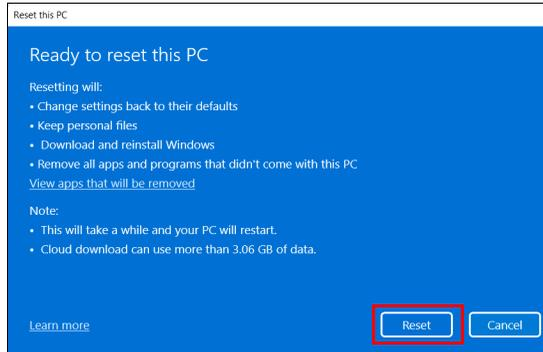 Reset this PC
Ready to reset this PC
Resetting will:
• Change settings back to their defaults
• Keep personal files
• Download and reinstall Windows
• Remove all apps and programs that didn't come with this PC
View apps that will be removed
Note:
• This will take a while and your PC will restart.
• Cloud download can use more than 3.06 GB of data.
Learn more
Reset
Cancel